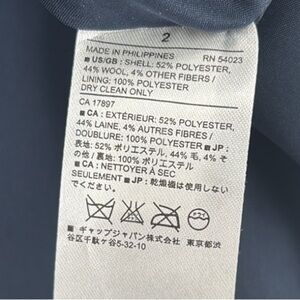 2
MADE IN PHILIPPINES RN 54023
■ US/GB : SHELL: 52% POLYESTER,
44% WOOL, 4% OTHER FIBERS /
LINING: 100% POLYESTER
DRY CLEAN ONLY
CA 17897
■ CA : EXTÉRIEUR: 52% POLYESTER,
44% LAINE, 4% AUTRES FIBRES /
DOUBLURE: 100% POLYESTER ■ JP :
表地: 52% ポリエステル, 44% 毛, 4% そ
の他 / 裏地: 100% ポリエステル
■ CA : NETTOYER À SEC
SEULEMENT ■ JP : 乾燥機は使用しない
でください。
■ ギャップジャパン株式会社 東京都渋
谷区千駄ヶ谷5-32-10